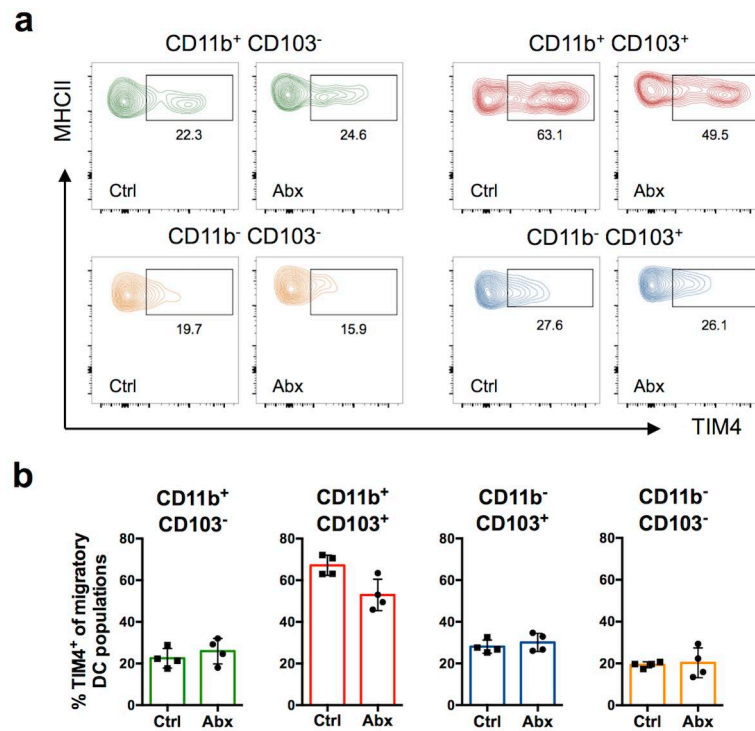 a
CD11b+ CD103-
CD11b+ CD103+
MHCII
22.3
24.6
63.1
49.5
Ctrl
Abx
Ctrl
Abx
CD11b- CD103-
CD11b- CD103+
19.7
15.9
27.6
26.1
Ctrl
Abx
Ctrl
Abx
TIM4
b
% TIM4+ of migratory
DC populations
CD11b+
CD103-
80
60
40
20
0
Ctrl Abx
CD11b+
CD103+
80
60
40
20
0
Ctrl Abx
CD11b-
CD103+
80
60
40
20
0
Ctrl Abx
CD11b-
CD103-
80
60
40
20
0
Ctrl Abx